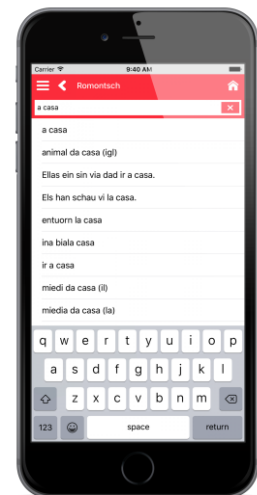 Carrier 9:40 AM
Romontsch
a casa
a casa
animal da casa (igl)
Ellas ein sin via dad ir a casa.
Els han schau vi la casa.
entuorn la casa
ina biala casa
ir a casa
miedi da casa (il)
miedia da casa (la)
q w e r t y u i o p
a s d f g h j k l
z x c v b n m
123 space return